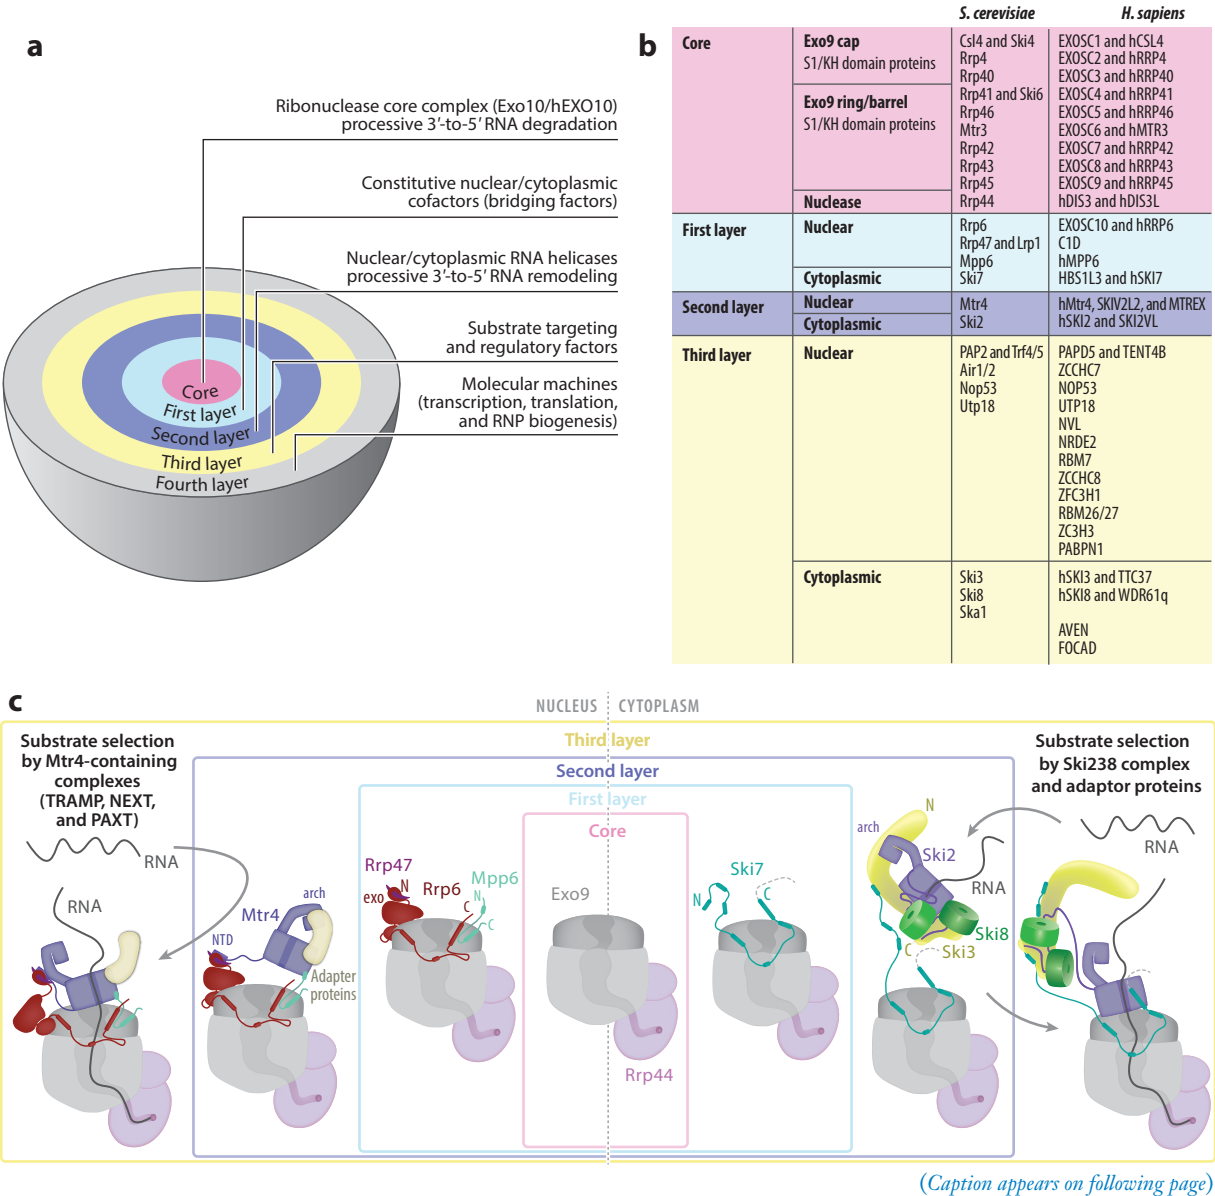 a
Ribonuclease core complex (Exo10/hEXO10)
processive 3′-to-5′ RNA degradation
Constitutive nuclear/cytoplasmic
cofactors (bridging factors)
Nuclear/cytoplasmic RNA helicases
processive 3′-to-5′ RNA remodeling
Substrate targeting
and regulatory factors
Molecular machines
(transcription, translation,
and RNP biogenesis)
Core
First layer
Second layer
Third layer
Fourth layer
b
S. cerevisiae H. sapiens
Core Exo9 cap Csl4 and Ski4 EXOSC1 and hCSL4
S1/KH domain proteins Rrp4 EXOSC2 and hRRP4
Rrp40 EXOSC3 and hRRP40
Exo9 ring/barrel Rrp41 and Ski6 EXOSC4 and hRRP41
S1/KH domain proteins Rrp46 EXOSC5 and hRRP46
Mtr3 EXOSC6 and hMTR3
Rrp42 EXOSC7 and hRRP42
Rrp43 EXOSC8 and hRRP43
Rrp45 EXOSC9 and hRRP45
Nuclease Rrp44 hDIS3 and hDIS3L
First layer Nuclear Rrp6 EXOSC10 and hRRP6
Rrp47 and Lrp1 C1D
Mpp6 hMPP6
Cytoplasmic Ski7 HBS1L3 and hSKI7
Second layer Nuclear Mtr4 hMtr4, SKIV2L2, and MTREX
Cytoplasmic Ski2 hSKI2 and SKI2VL
Third layer Nuclear PAP2 and Trf4/5 PAPD5 and TENT4B
Air1/2 ZCCHC7
Nop53 NOP53
Utp18 UTP18
NVL
NRDE2
RBM7
ZCCHC8
ZFC3H1
RBM26/27
ZC3H3
PABPN1
Cytoplasmic Ski3 hSKI3 and TTC37
Ski8 hSKI8 and WDR61q
Ska1
AVEN
FOCAD
c
NUCLEUS CYTOPLASM
Third layer
Second layer
First layer
Core
Substrate selection
by Mtr4-containing
complexes
(TRAMP, NEXT,
and PAXT)
RNA
RNA
arch
Mtr4
NTD
Adapter
proteins
Rrp47
exo
N
Rrp6
C
Mpp6
N
C
Exo9
Rrp44
Ski7
N
C
arch
N
Ski2
RNA
Ski8
C
Ski3
Substrate selection
by Ski238 complex
and adaptor proteins
RNA
(Caption appears on following page)